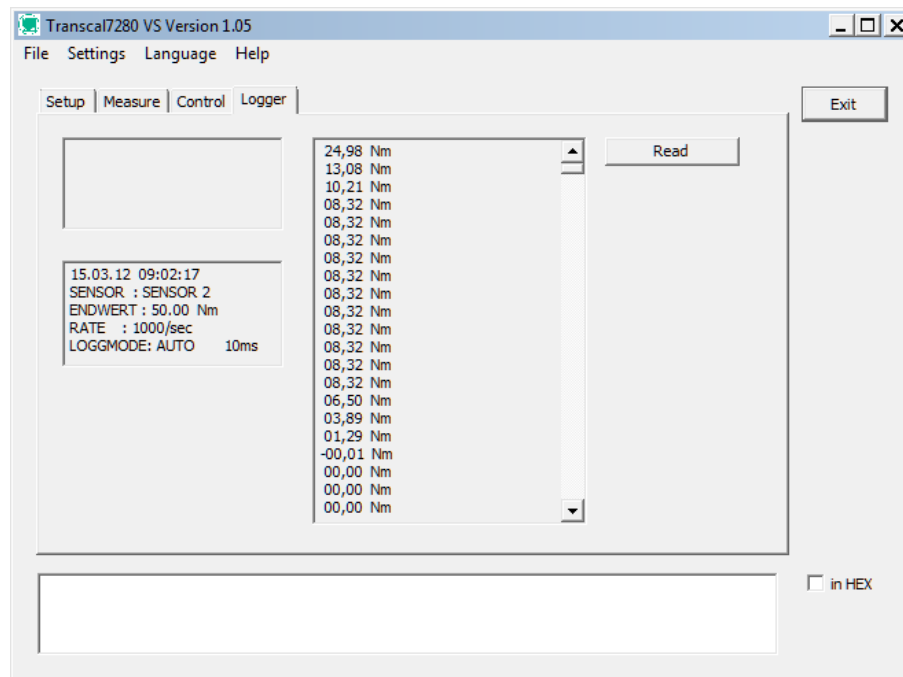 Transcal7280 VS Version 1.05
File Settings Language Help
Setup Measure Control Logger
Exit
24,98 Nm
13,08 Nm
10,21 Nm
08,32 Nm
08,32 Nm
08,32 Nm
08,32 Nm
08,32 Nm
08,32 Nm
08,32 Nm
08,32 Nm
08,32 Nm
08,32 Nm
08,32 Nm
06,50 Nm
03,89 Nm
01,29 Nm
-00,01 Nm
00,00 Nm
00,00 Nm
00,00 Nm
Read
15.03.12 09:02:17
SENSOR : SENSOR 2
ENDWERT : 50.00 Nm
RATE : 1000/sec
LOGGMODE: AUTO 10ms
in HEX